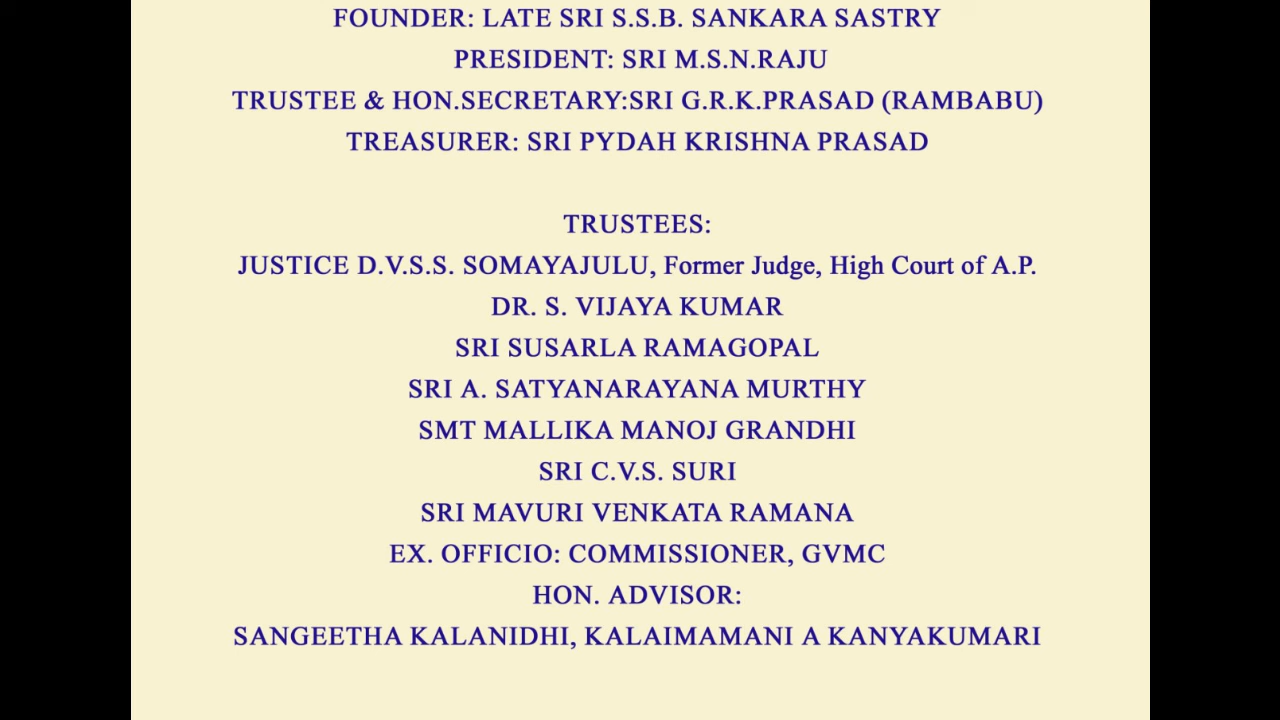 FOUNDER: LATE SRI S.S.B. SANKARA SASTRY
PRESIDENT: SRI M.S.N.RAJU
TRUSTEE & HON.SECRETARY:SRI G.R.K.PRASAD (RAMBABU)
TREASURER: SRI PYDAH KRISHNA PRASAD
TRUSTEES:
JUSTICE D.V.S.S. SOMAYAJULU, Former Judge, High Court of A.P.
DR. S. VIJAYA KUMAR
SRI SUSARLA RAMAGOPAL
SRI A. SATYANARAYANA MURTHY
SMT MALLIKA MANOJ GRANDHI
SRI C.V.S. SURI
SRI MAVURI VENKATA RAMANA
EX. OFFICIO: COMMISSIONER, GVMC
HON. ADVISOR:
SANGEETHA KALANIDHI, KALAIMAMANI A KANYAKUMARI